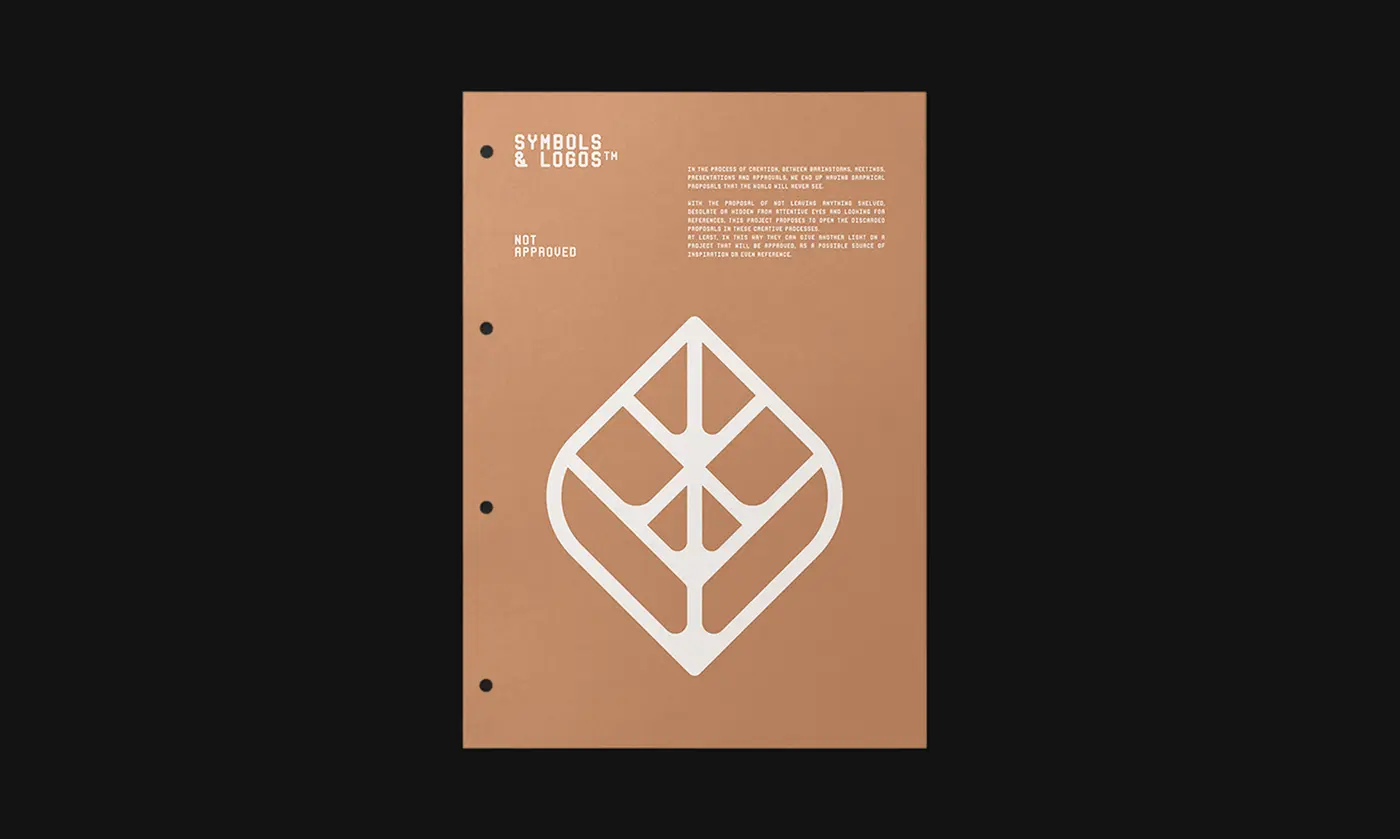 SYMBOLS
& LOGOS™
IN THE PROCESS OF CREATION, BETWEEN BRAINSTORMS, MEETINGS,
PRESENTATIONS AND APPROVALS, WE END UP HAVING GRAPHICAL
PROPOSALS THAT THE WORLD WILL NEVER SEE.
WITH THE PROPOSAL OF NOT LEAVING ANYTHING SHELVED,
DESOLATE OR HIDDEN FROM ATTENTIVE EYES AND LOOKING FOR
REFERENCES, THIS PROJECT PROPOSES TO OPEN THE DISCARDED
PROPOSALS IN THESE CREATIVE PROCESSES.
AT LEAST, IN THIS WAY THEY CAN GIVE ANOTHER LIGHT ON A
PROJECT THAT WILL BE APPROVED, AS A POSSIBLE SOURCE OF
INSPIRATION OR EVEN REFERENCE.
NOT
APPROVED